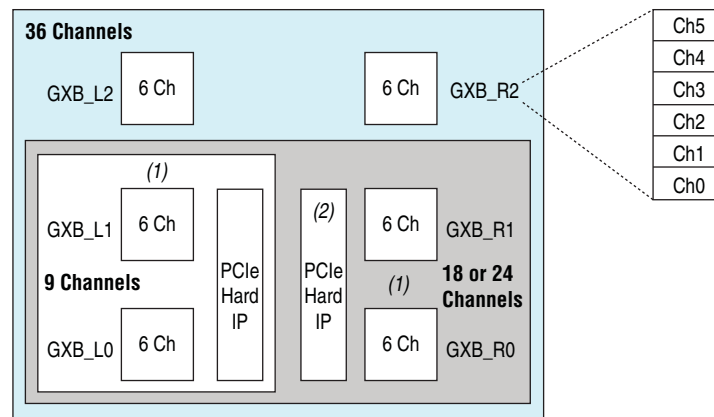 36 Channels
GXB_L2
6 Ch
6 Ch
GXB_R2
Ch5
Ch4
Ch3
Ch2
Ch1
Ch0
(1)
GXB_L1
6 Ch
9 Channels
GXB_L0
6 Ch
PCIe
Hard
IP
(2)
PCIe
Hard
IP
6 Ch
GXB_R1
(1)
18 or 24
Channels
6 Ch
GXB_R0